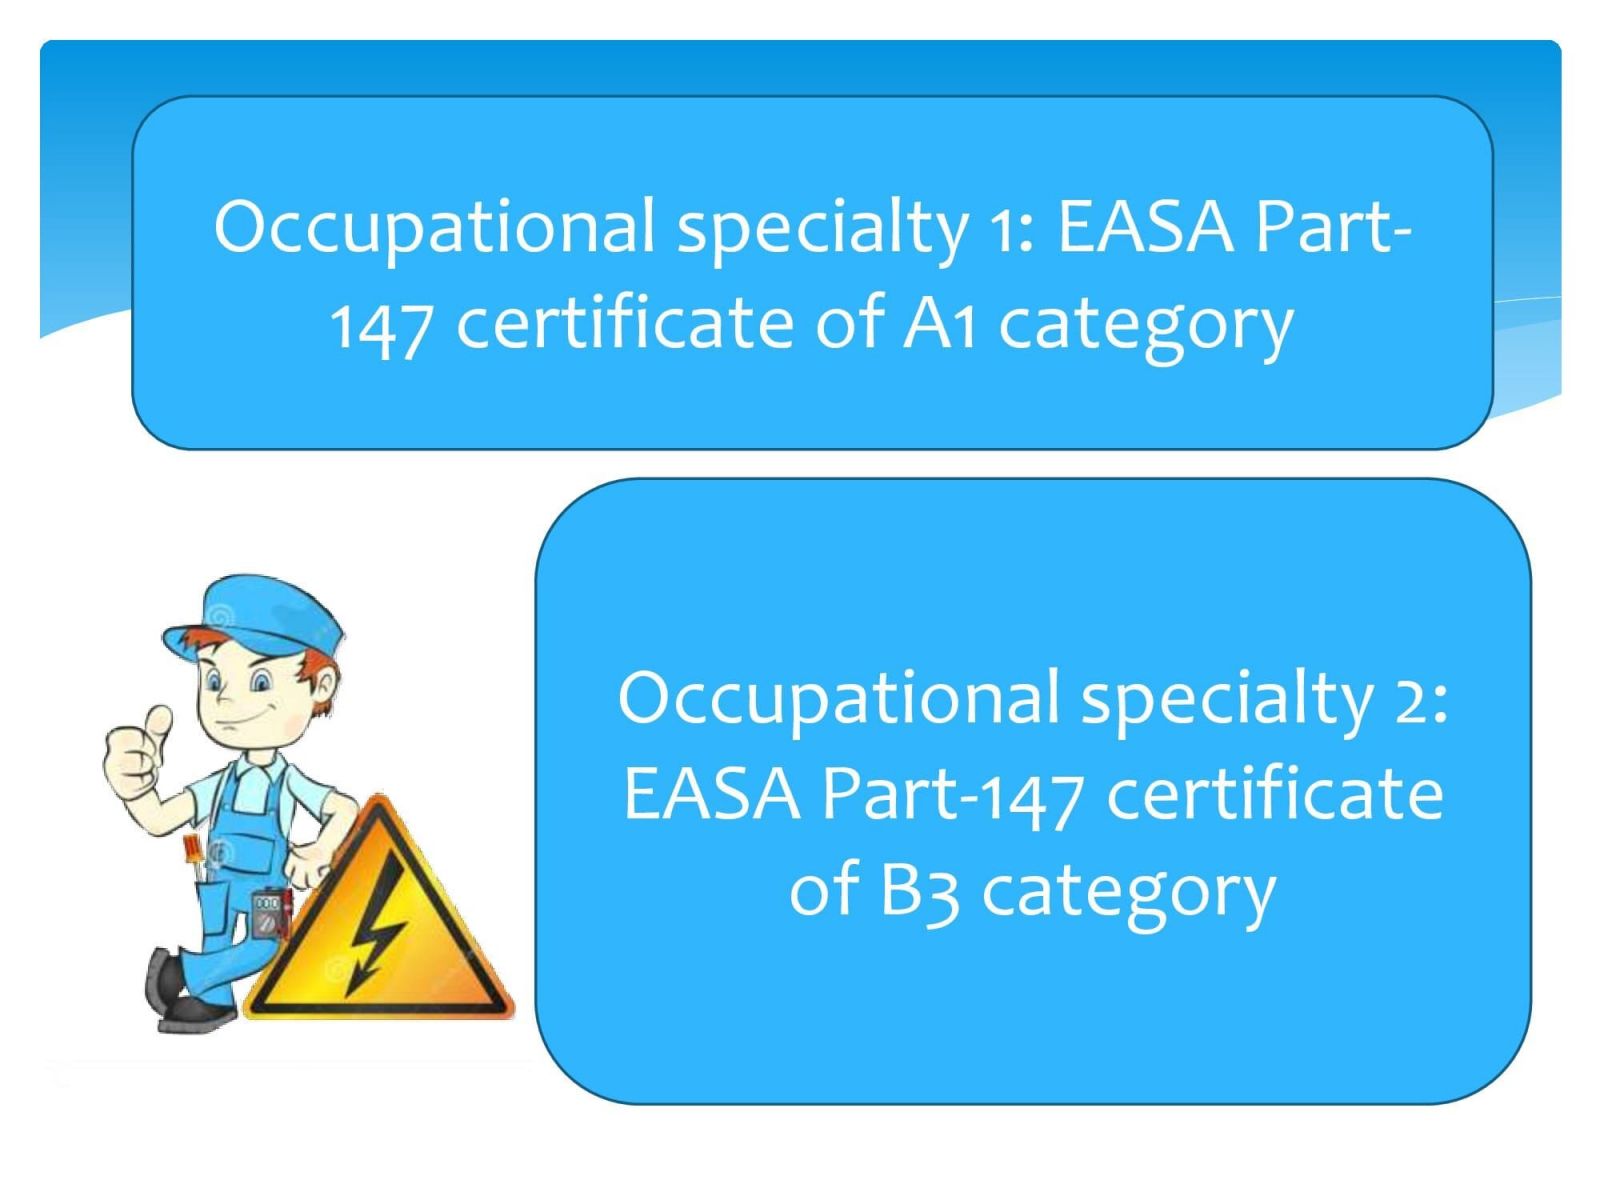 Occupational specialty 1: EASA Part-
147 certificate of A1 category
Occupational specialty 2:
EASA Part-147 certificate
of B3 category